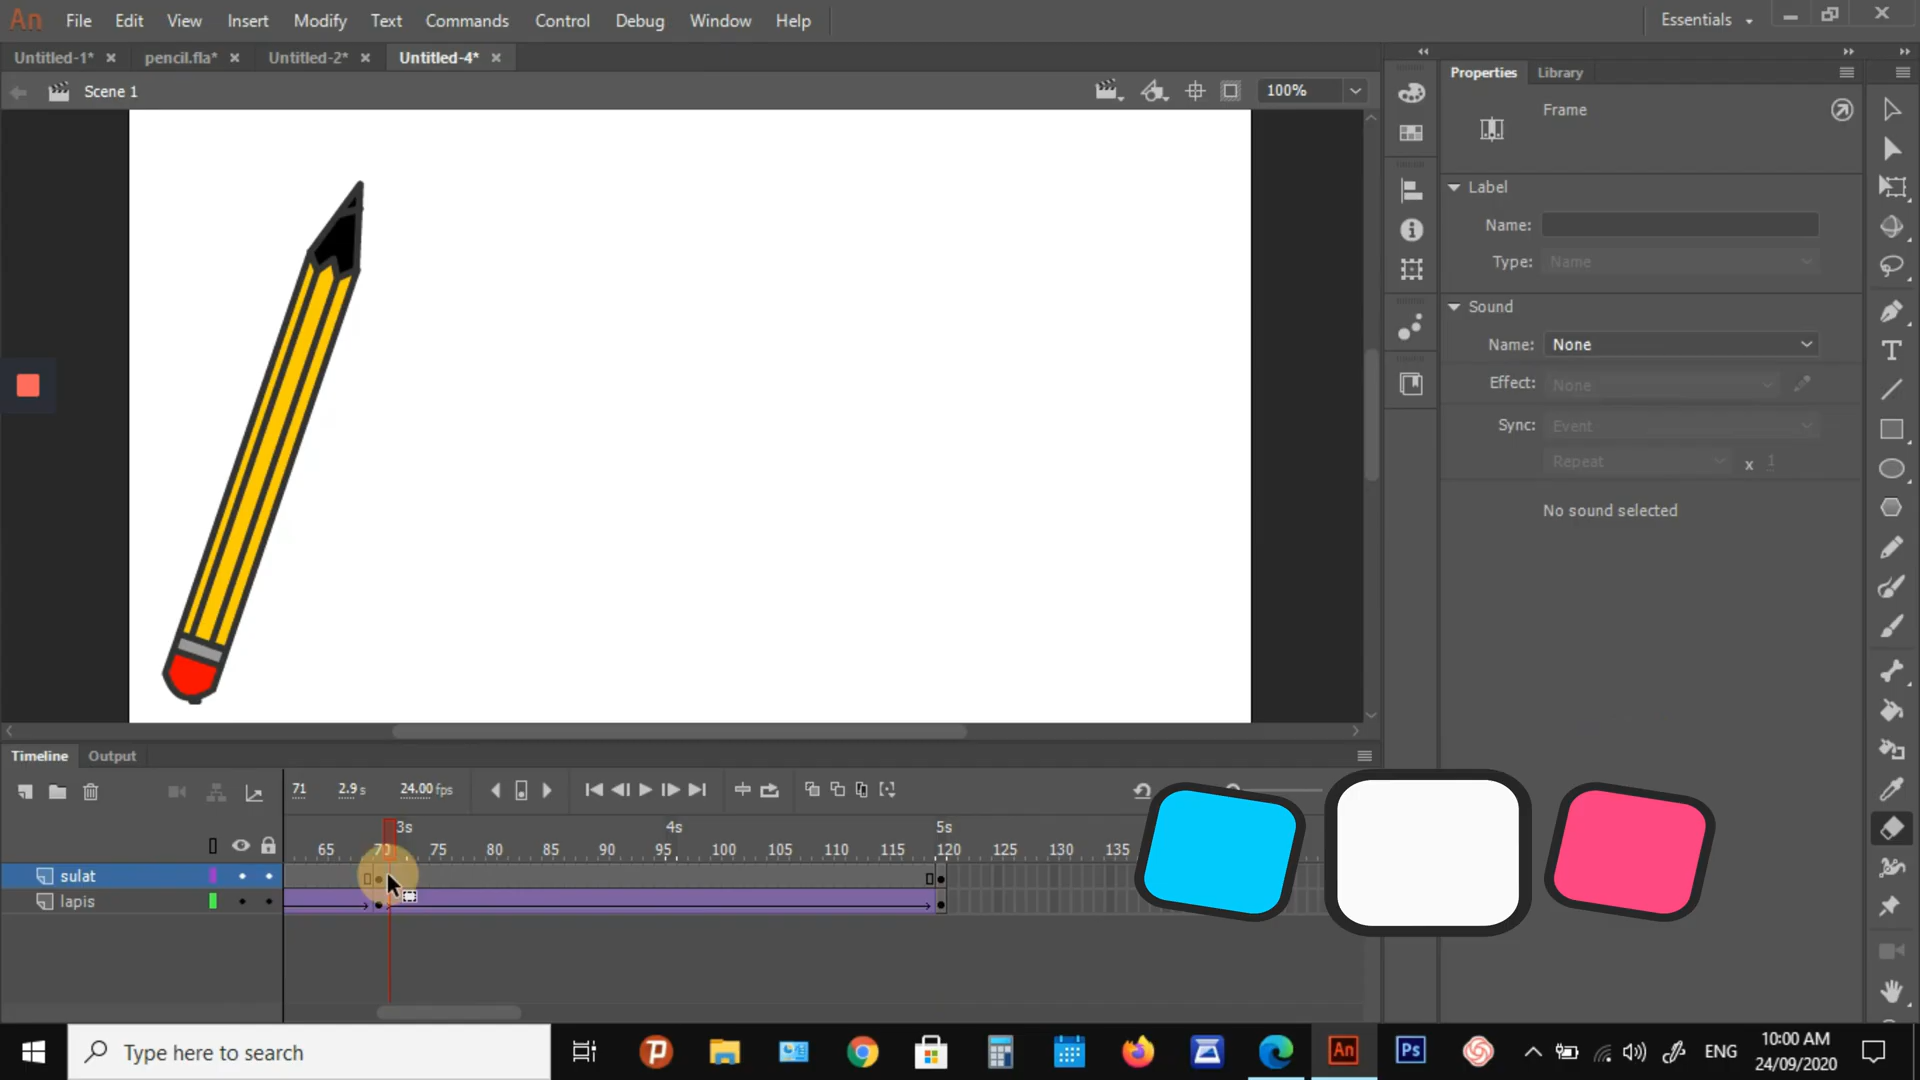 An File Edit View Insert Modify Text Commands Control Debug Window Help Essentials
Untitled-1* pencil.fla* Untitled-2* Untitled-4*
Properties Library
Scene 1 100%
Frame
Label
Name:
Type: Name
Sound
Name: None
Effect: None
Sync: Event
Repeat x 1
No sound selected
Timeline Output
71 2.9 s 24.00 fps
3s 4s 5s
65 70 75 80 85 90 95 100 105 110 115 120 125 130 135
sulat
lapis
Type here to search
An Ps ENG
10:00 AM
24/09/2020